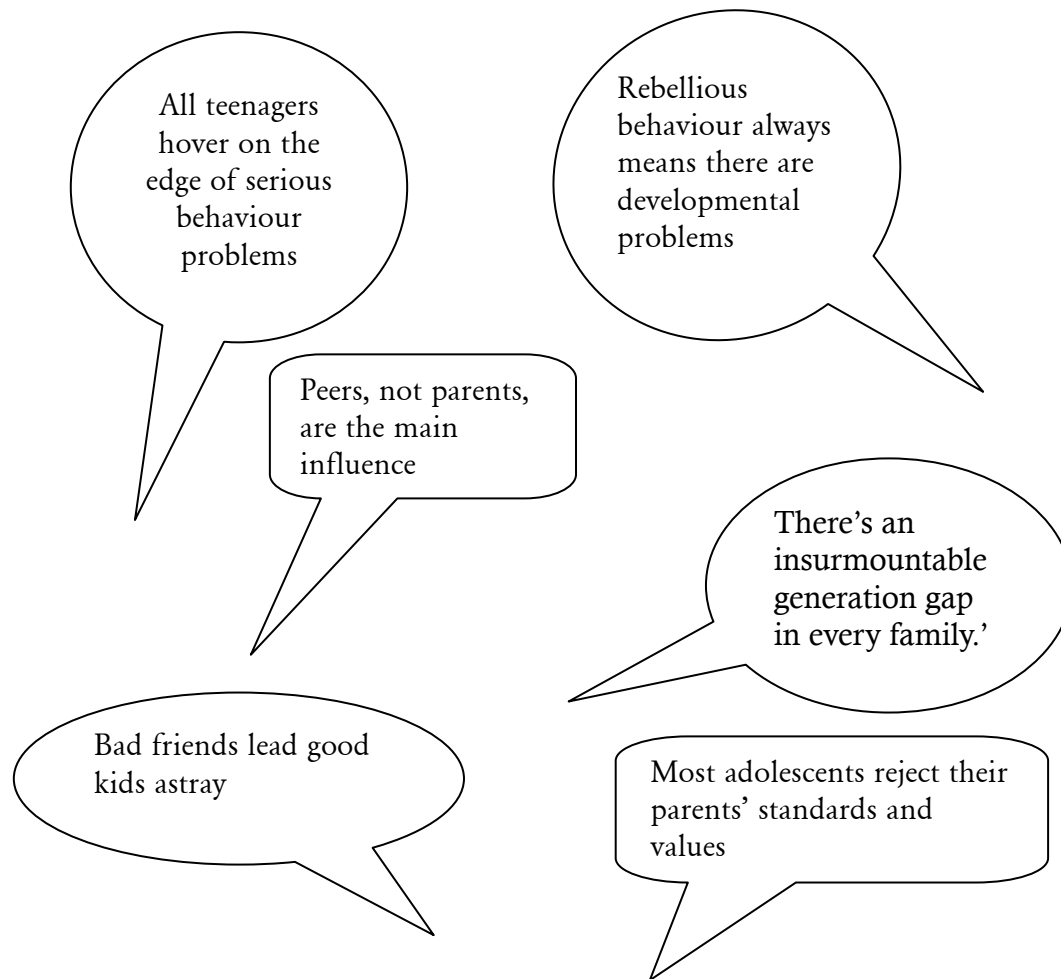 All teenagers
hover on the
edge of serious
behaviour
problems
Rebellious
behaviour always
means there are
developmental
problems
Peers, not parents,
are the main
influence
There’s an
insurmountable
generation gap
in every family.’
Bad friends lead good
kids astray
Most adolescents reject their
parents’ standards and
values